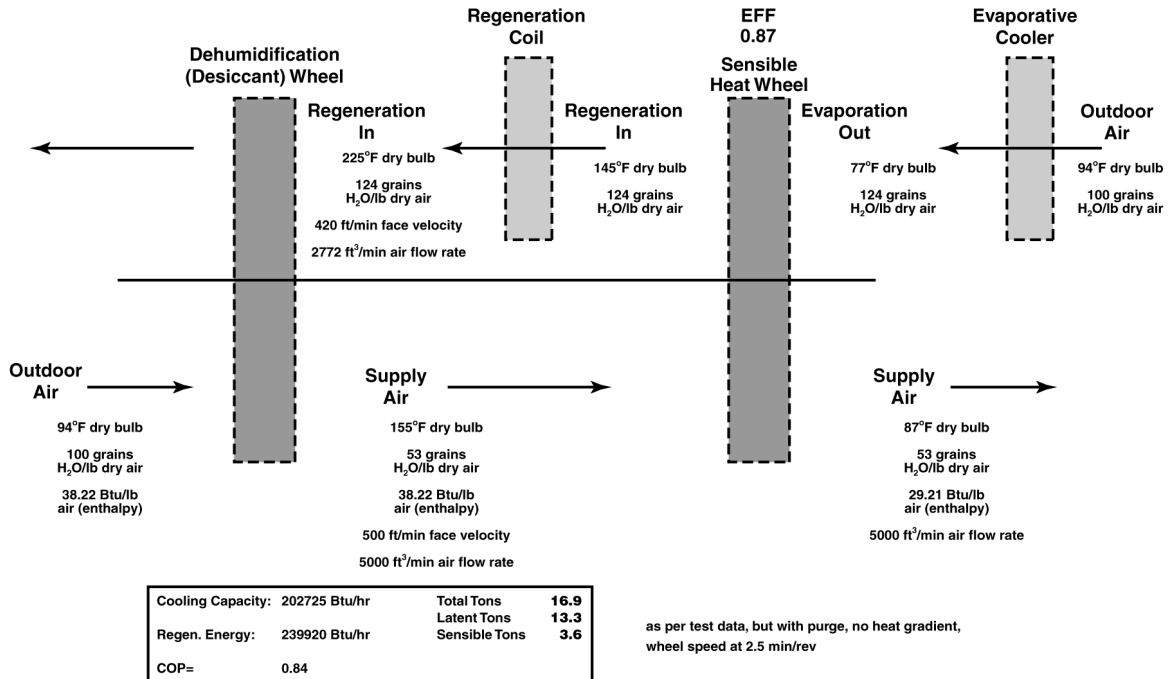 Regeneration
Coil
EFF
0.87
Evaporative
Cooler
Dehumidification
(Desiccant) Wheel
Sensible
Heat Wheel
Regeneration
In
225°F dry bulb
124 grains
H₂O/lb dry air
420 ft/min face velocity
2772 ft³/min air flow rate
Regeneration
In
145°F dry bulb
124 grains
H₂O/lb dry air
Evaporation
Out
77°F dry bulb
124 grains
H₂O/lb dry air
Outdoor
Air
94°F dry bulb
100 grains
H₂O/lb dry air
Outdoor
Air
94°F dry bulb
100 grains
H₂O/lb dry air
38.22 Btu/lb
air (enthalpy)
Supply
Air
155°F dry bulb
53 grains
H₂O/lb dry air
38.22 Btu/lb
air (enthalpy)
500 ft/min face velocity
5000 ft³/min air flow rate
Supply
Air
87°F dry bulb
53 grains
H₂O/lb dry air
29.21 Btu/lb
air (enthalpy)
5000 ft³/min air flow rate
Cooling Capacity: 202725 Btu/hr Total Tons 16.9
Latent Tons 13.3
Regen. Energy: 239920 Btu/hr Sensible Tons 3.6
COP= 0.84
as per test data, but with purge, no heat gradient,
wheel speed at 2.5 min/rev